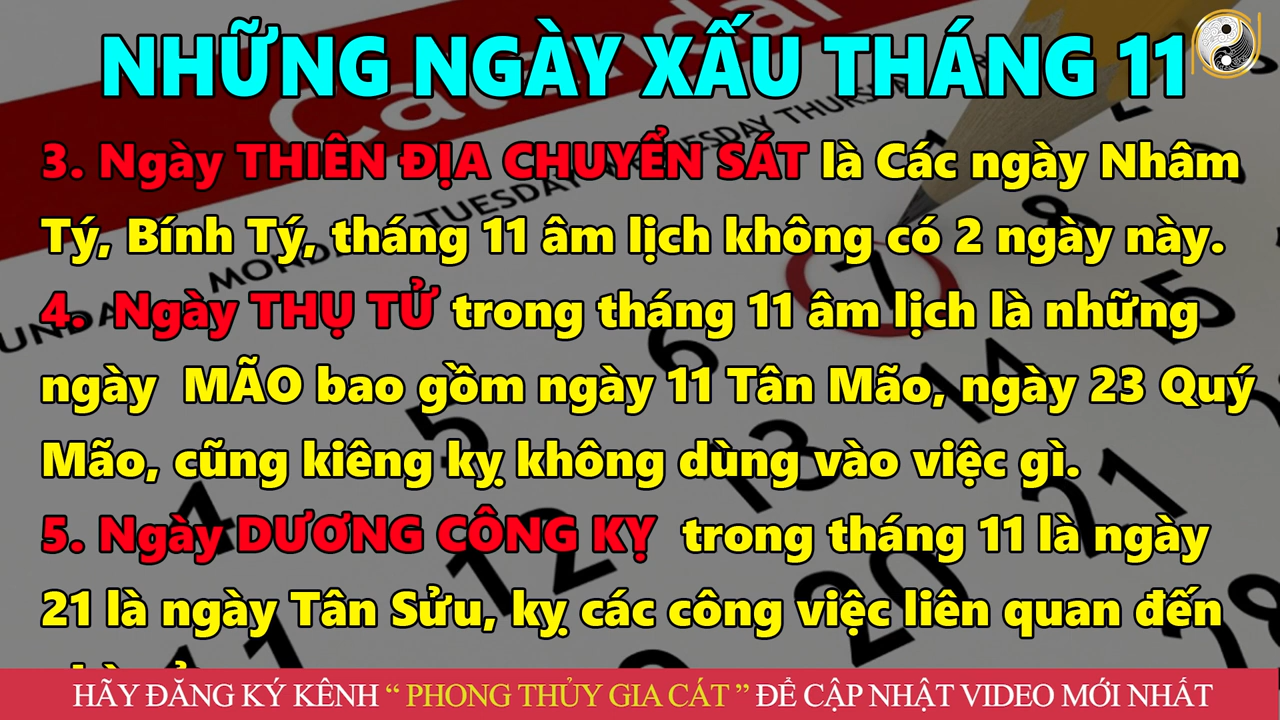 NHỮNG NGÀY XẤU THÁNG 11
3. Ngày THIÊN ĐỊA CHUYỂN SÁT là Các ngày Nhâm
Tý, Bính Tý, tháng 11 âm lịch không có 2 ngày này.
4. Ngày THỤ TỬ trong tháng 11 âm lịch là những
ngày MÃO bao gồm ngày 11 Tân Mão, ngày 23 Quý
Mão, cũng kiêng kỵ không dùng vào việc gì.
5. Ngày DƯƠNG CÔNG KỴ trong tháng 11 là ngày
21 là ngày Tân Sửu, kỵ các công việc liên quan đến
HÃY ĐĂNG KÝ KÊNH “ PHONG THỦY GIA CÁT ” ĐỂ CẬP NHẬT VIDEO MỚI NHẤT